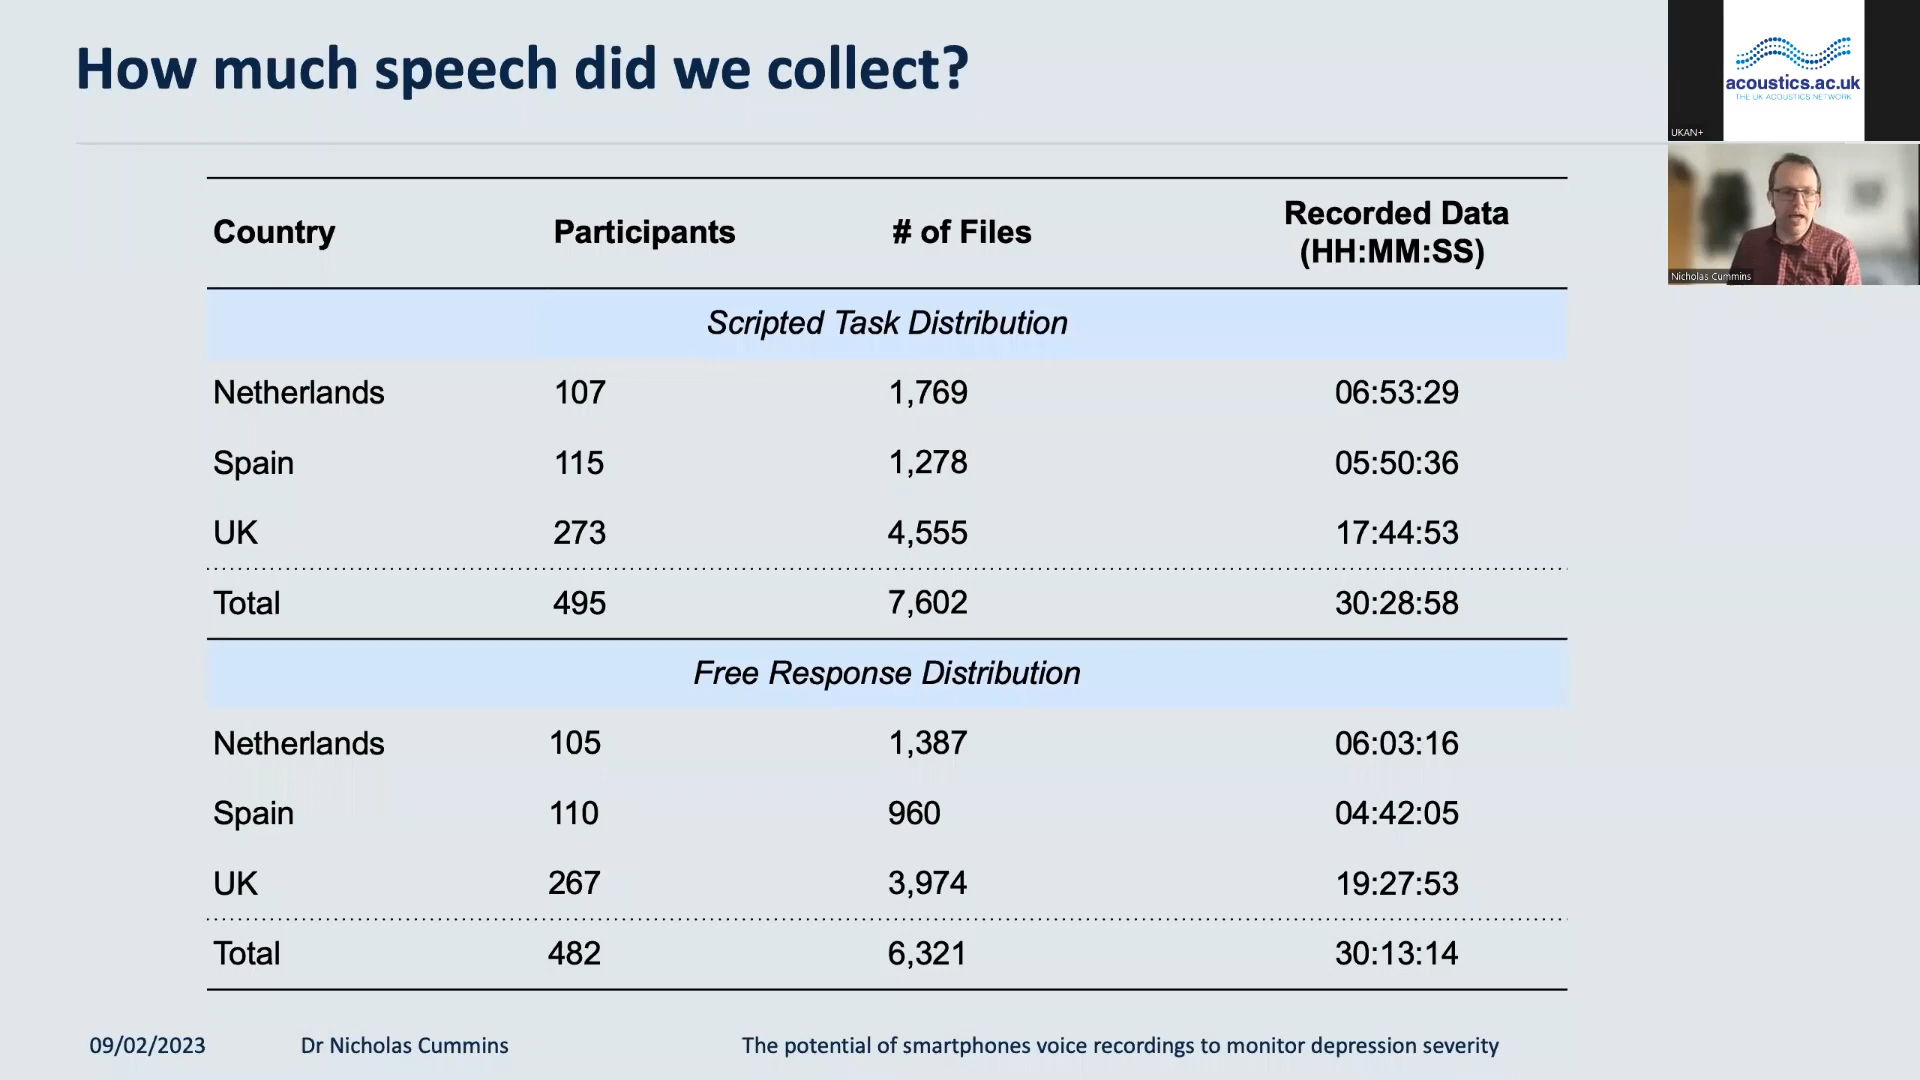 How much speech did we collect?
acoustics.ac.uk
THE UK ACOUSTICS NETWORK
UKAN+
Nicholas Cummins
Country Participants # of Files Recorded Data (HH:MM:SS)
Scripted Task Distribution
Netherlands 107 1,769 06:53:29
Spain 115 1,278 05:50:36
UK 273 4,555 17:44:53
Total 495 7,602 30:28:58
Free Response Distribution
Netherlands 105 1,387 06:03:16
Spain 110 960 04:42:05
UK 267 3,974 19:27:53
Total 482 6,321 30:13:14
09/02/2023 Dr Nicholas Cummins The potential of smartphones voice recordings to monitor depression severity